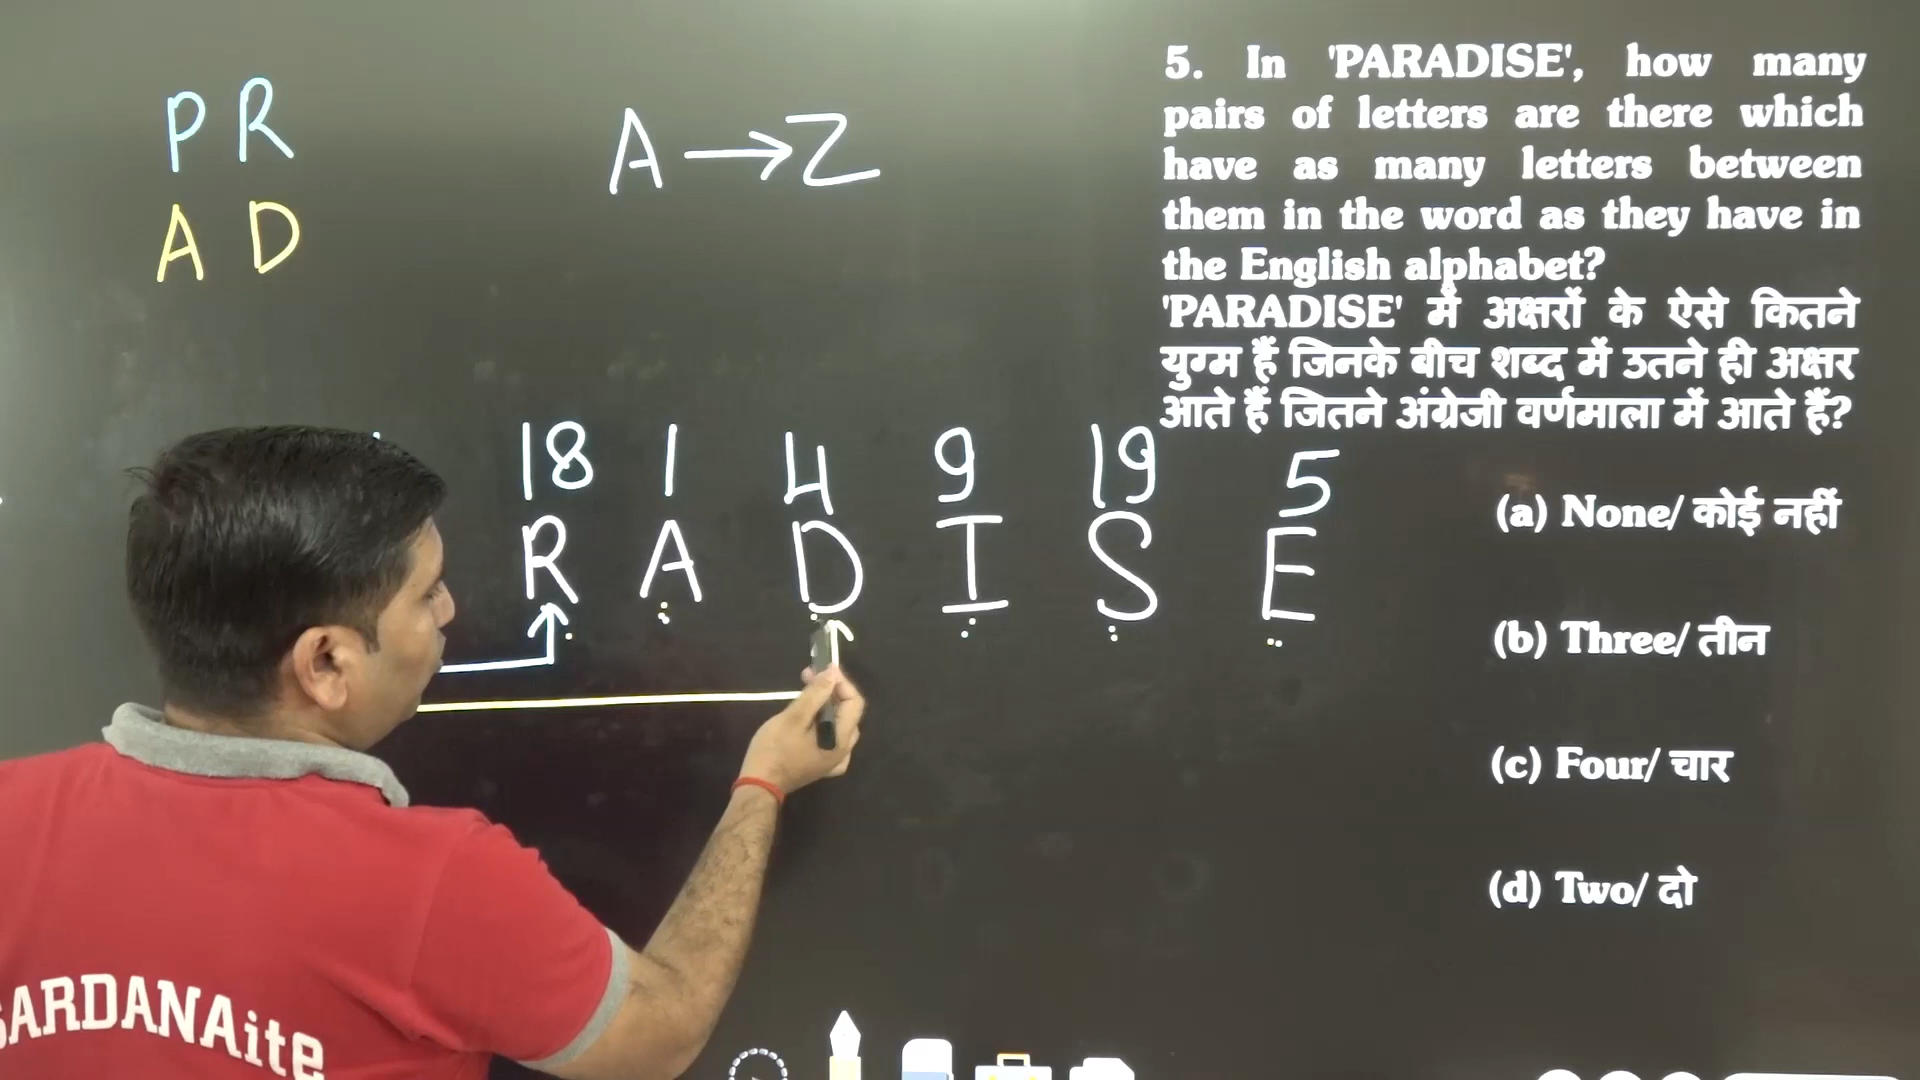 P R
A D
A → Z
5. In 'PARADISE', how many
pairs of letters are there which
have as many letters between
them in the word as they have in
the English alphabet?
'PARADISE' में अक्षरों के ऐसे कितने
युग्म हैं जिनके बीच शब्द में उतने ही अक्षर
आते हैं जितने अंग्रेजी वर्णमाला में आते हैं?
18 1 4 9 19 5
R A D I S E
(a) None/ कोई नहीं
(b) Three/ तीन
(c) Four/ चार
(d) Two/ दो
ARDANAite